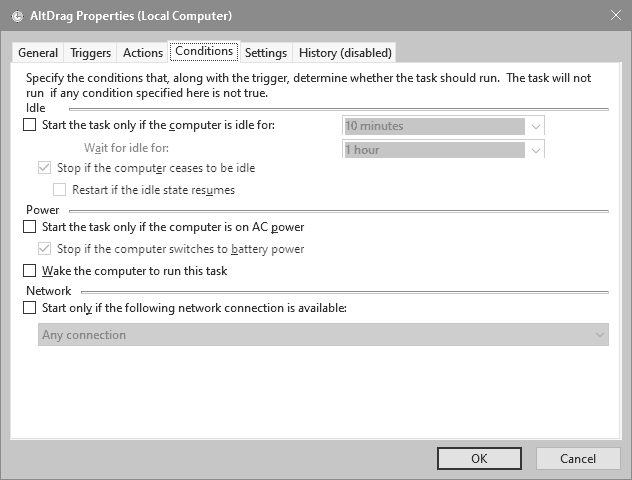 AltDrag Properties (Local Computer)
General Triggers Actions Conditions Settings History (disabled)
Specify the conditions that, along with the trigger, determine whether the task should run. The task will not
run if any condition specified here is not true.
Idle
Start the task only if the computer is idle for: 10 minutes
Wait for idle for: 1 hour
Stop if the computer ceases to be idle
Restart if the idle state resumes
Power
Start the task only if the computer is on AC power
Stop if the computer switches to battery power
Wake the computer to run this task
Network
Start only if the following network connection is available:
Any connection
OK Cancel